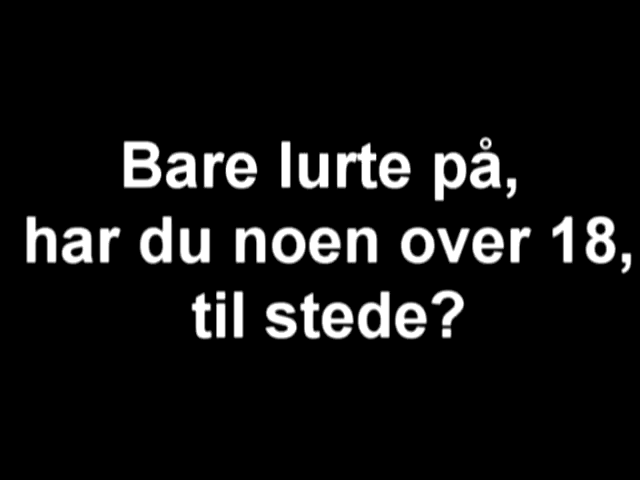 Bare lurte på,
har du noen over 18,
til stede?